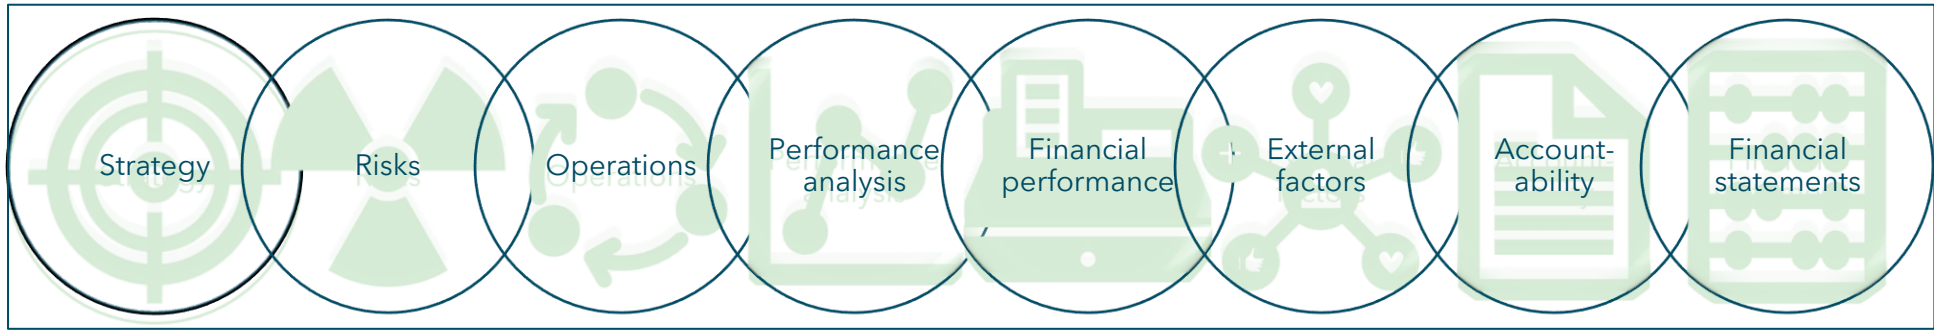 Strategy
Risks
Operations
Performance
analysis
Financial
performance
External
factors
Account-
ability
Financial
statements